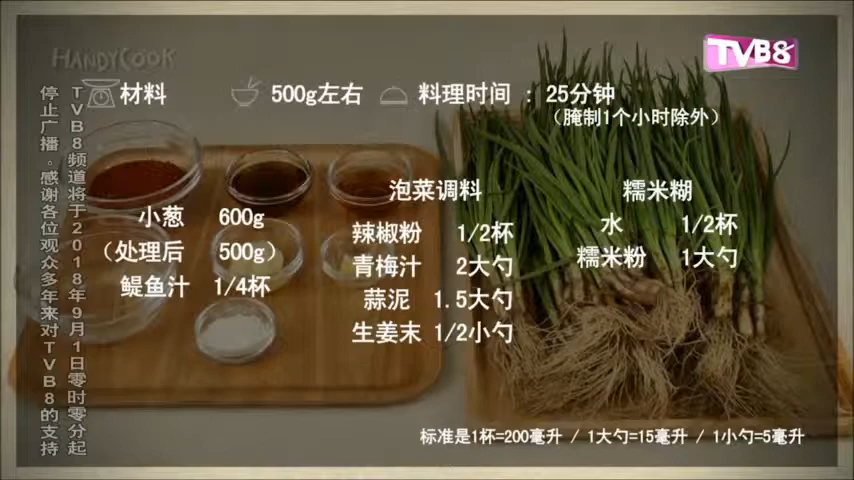 HANDYCOOK
TVB8
材料 500g左右 料理时间 : 25分钟
（腌制1个小时除外）
小葱 600g
（处理后 500g）
鳀鱼汁 1/4杯
泡菜调料
辣椒粉 1/2杯
青梅汁 2大勺
蒜泥 1.5大勺
生姜末 1/2小勺
糯米糊
水 1/2杯
糯米粉 1大勺
标准是1杯=200毫升 / 1大勺=15毫升 / 1小勺=5毫升
TVB8频道将于2018年9月1日零时零分起
停止广播。感谢各位观众多年来对TVB8的支持